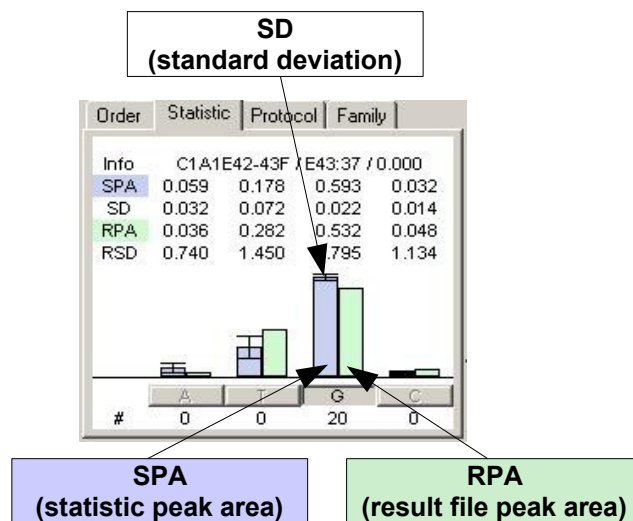 SD
(standard deviation)
Order Statistic Protocol Family
Info C1A1E42-43F / E43:37 / 0.000
SPA 0.059 0.178 0.593 0.032
SD 0.032 0.072 0.022 0.014
RPA 0.036 0.282 0.532 0.048
RSD 0.740 1.450 .795 1.134
A T G C
# 0 0 20 0
SPA
(statistic peak area)
RPA
(result file peak area)